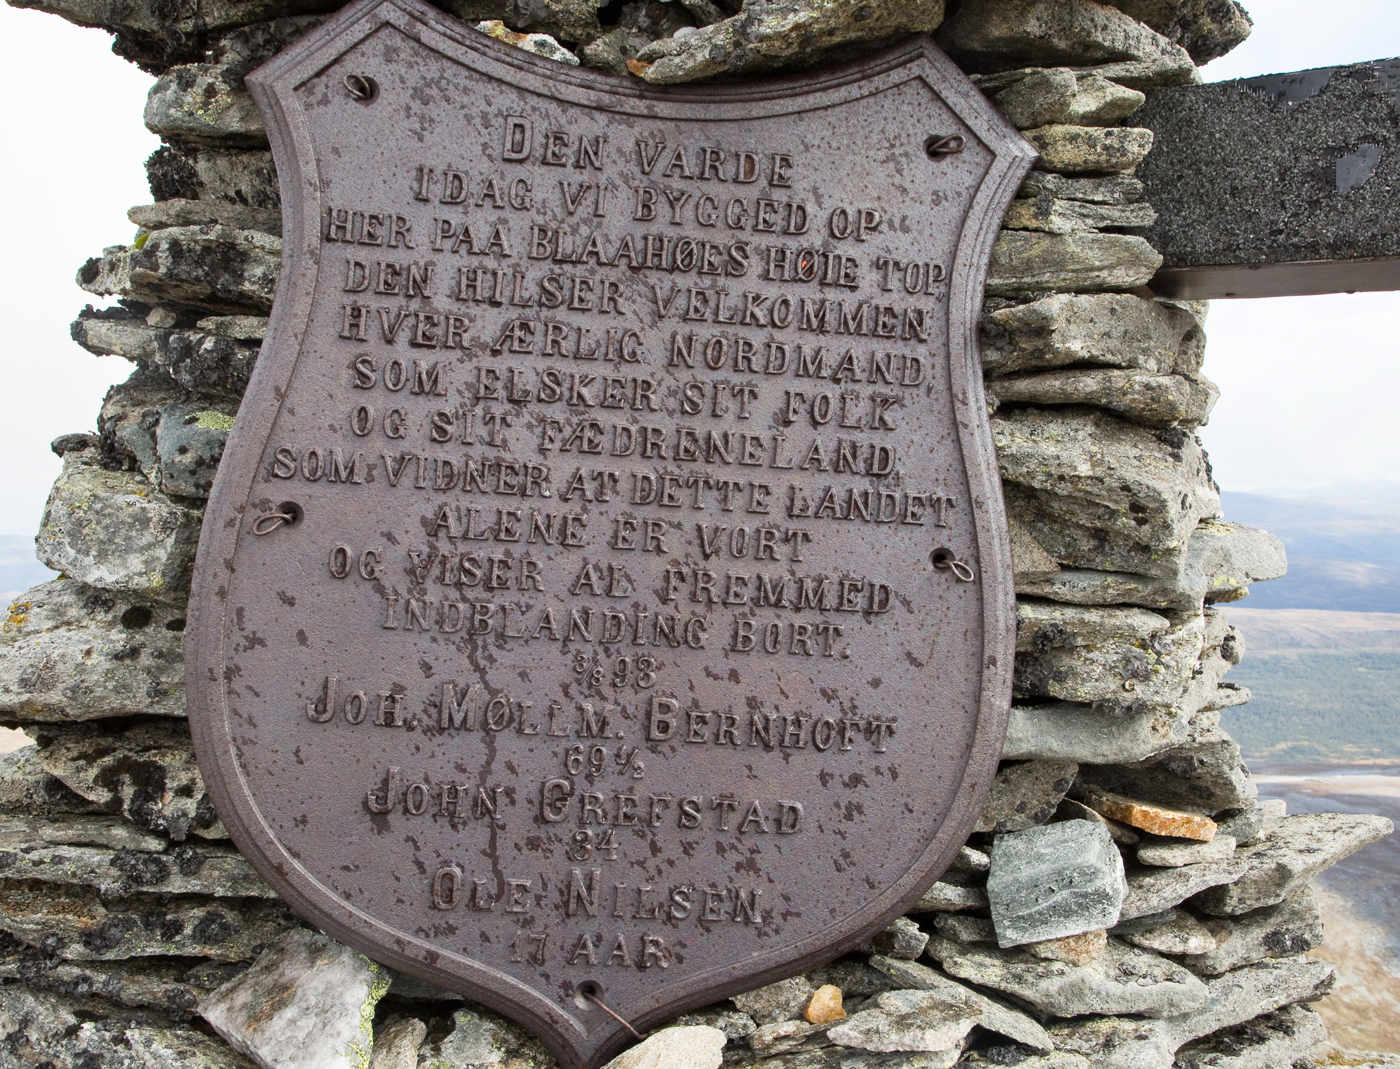 DEN VARDE
IDAG VI BYGGED OP
HER PAA BLAAHØES HØIE TOP
DEN HILSER VELKOMMEN
HVER ÆRLIG NORDMAND
SOM ELSKER SIT FOLK
OG SIT FÆDRENELAND
SOM VIDNER AT DETTE LANDET
ALENE ER VORT
OG VISER AL FREMMED
INDBLANDING BORT.
3/8 93
JOH. MØLLM. BERNHOFT
69 ½
JOHN GREFSTAD
34
OLE NILSEN
17 AAR